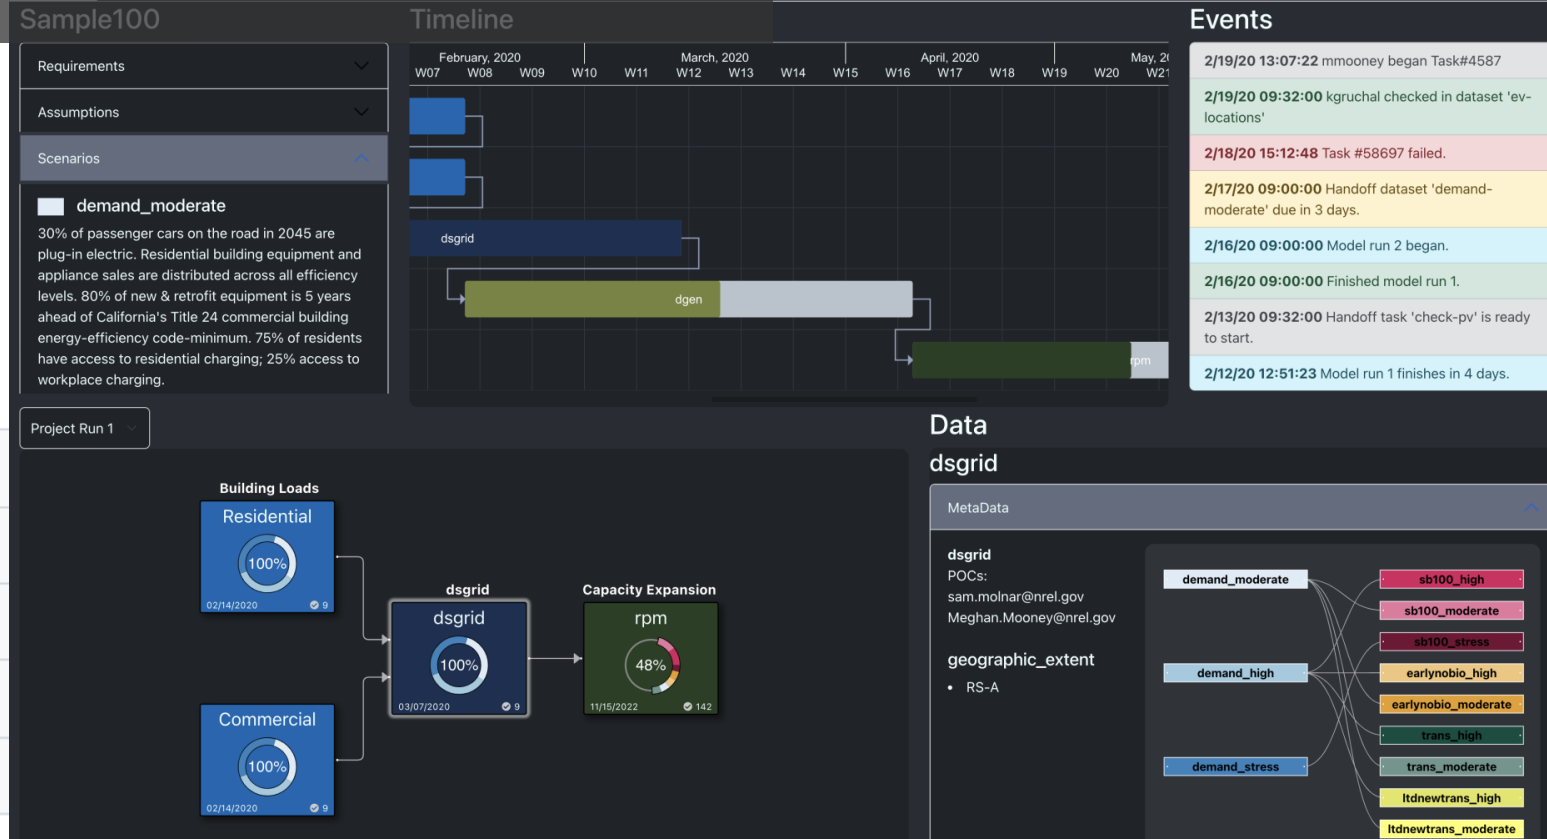 Sample100
Requirements
Assumptions
Scenarios
demand_moderate
30% of passenger cars on the road in 2045 are
plug-in electric. Residential building equipment and
appliance sales are distributed across all efficiency
levels. 80% of new & retrofit equipment is 5 years
ahead of California's Title 24 commercial building
energy-efficiency code-minimum. 75% of residents
have access to residential charging; 25% access to
workplace charging.
Timeline
February, 2020 March, 2020 April, 2020 May, 2
W07 W08 W09 W10 W11 W12 W13 W14 W15 W16 W17 W18 W19 W20 W21
dsgrid
dgen
rpm
Events
2/19/20 13:07:22 mmooney began Task#4587
2/19/20 09:32:00 kgruchal checked in dataset 'ev-
locations'
2/18/20 15:12:48 Task #58697 failed.
2/17/20 09:00:00 Handoff dataset 'demand-
moderate' due in 3 days.
2/16/20 09:00:00 Model run 2 began.
2/16/20 09:00:00 Finished model run 1.
2/13/20 09:32:00 Handoff task 'check-pv' is ready
to start.
2/12/20 12:51:23 Model run 1 finishes in 4 days.
Project Run 1
Building Loads
Residential
100%
02/14/2020 9
Commercial
100%
02/14/2020 9
dsgrid
dsgrid
100%
03/07/2020 9
Capacity Expansion
rpm
48%
11/15/2022 142
Data
dsgrid
MetaData
dsgrid
POCs:
sam.molnar@nrel.gov
Meghan.Mooney@nrel.gov
geographic_extent
• RS-A
demand_moderate
demand_high
demand_stress
sb100_high
sb100_moderate
sb100_stress
earlynobio_high
earlynobio_moderate
trans_high
trans_moderate
ltdnewtrans_high
ltdnewtrans_moderate